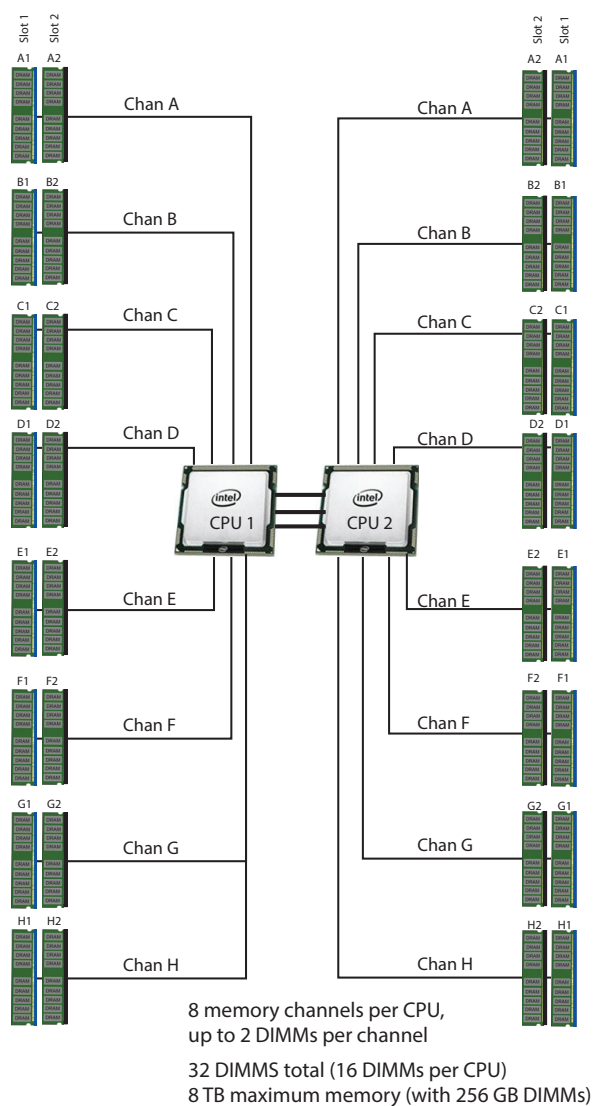 Slot 1
Slot 2
Slot 2
Slot 1
A1 A2
A2 A1
Chan A
Chan A
B1 B2
B2 B1
Chan B
Chan B
C1 C2
C2 C1
Chan C
Chan C
D1 D2
D2 D1
Chan D
Chan D
intel
CPU 1
intel
CPU 2
E1 E2
E2 E1
Chan E
Chan E
F1 F2
F2 F1
Chan F
Chan F
G1 G2
G2 G1
Chan G
Chan G
H1 H2
H2 H1
Chan H
Chan H
8 memory channels per CPU,
up to 2 DIMMs per channel
32 DIMMS total (16 DIMMs per CPU)
8 TB maximum memory (with 256 GB DIMMs)